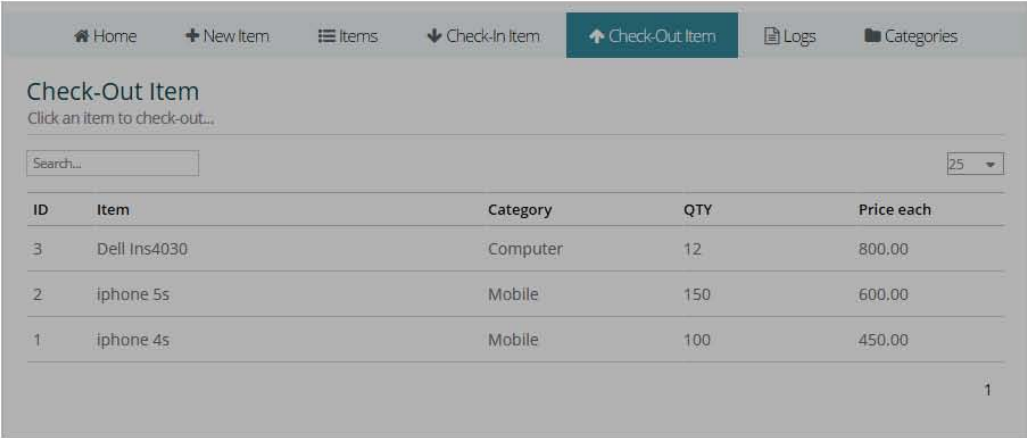 Home New Item Items Check-In Item Check-Out Item Logs Categories
Check-Out Item
Click an item to check-out...
Search... 25
ID Item Category QTY Price each
3 Dell Ins4030 Computer 12 800.00
2 iphone 5s Mobile 150 600.00
1 iphone 4s Mobile 100 450.00
1